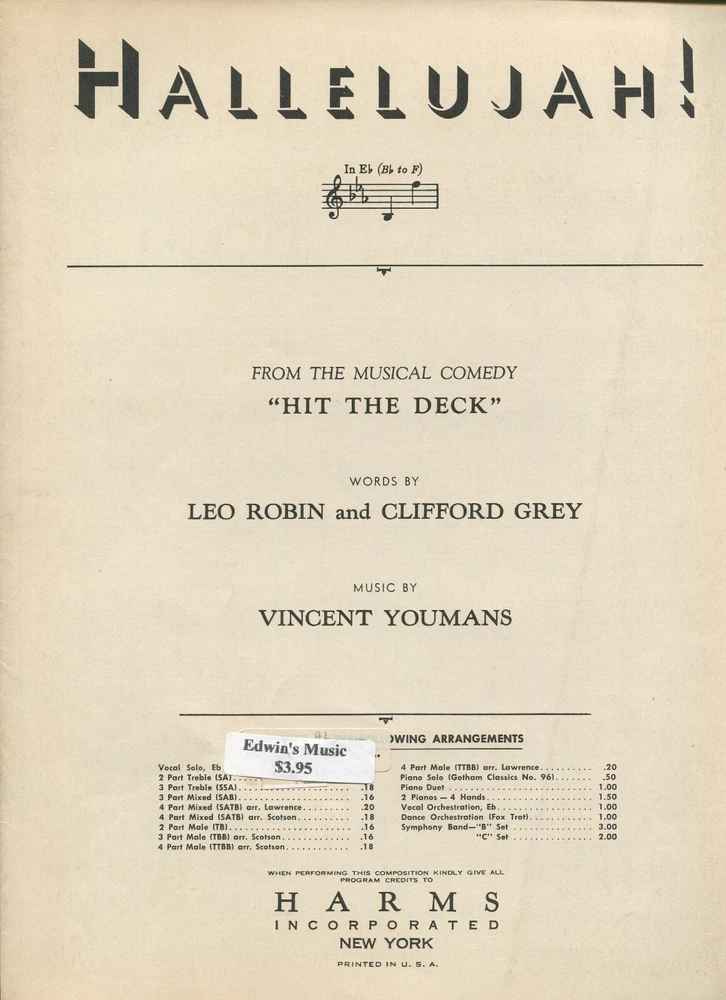 HALLELUJAH!
In E♭ (B♭ to F)
FROM THE MUSICAL COMEDY
"HIT THE DECK"
WORDS BY
LEO ROBIN and CLIFFORD GREY
MUSIC BY
VINCENT YOUMANS
OWING ARRANGEMENTS
Edwin's Music
$3.95
Vocal Solo, Eb
2 Part Treble (SA)
3 Part Treble (SSA) .18
3 Part Mixed (SAB) .16
4 Part Mixed (SATB) arr. Lawrence .20
4 Part Mixed (SATB) arr. Scotson .18
2 Part Male (TB) .16
3 Part Male (TBB) arr. Scotson .16
4 Part Male (TTBB) arr. Scotson .18
4 Part Male (TTBB) arr. Lawrence .20
Piano Solo (Gotham Classics No. 96) .50
Piano Duet 1.00
2 Pianos — 4 Hands 1.50
Vocal Orchestration, Eb 1.00
Dance Orchestration (Fox Trot) 1.00
Symphony Band—"B" Set 3.00
"C" Set 2.00
WHEN PERFORMING THIS COMPOSITION KINDLY GIVE ALL
PROGRAM CREDITS TO
HARMS
INCORPORATED
NEW YORK
PRINTED IN U. S. A.